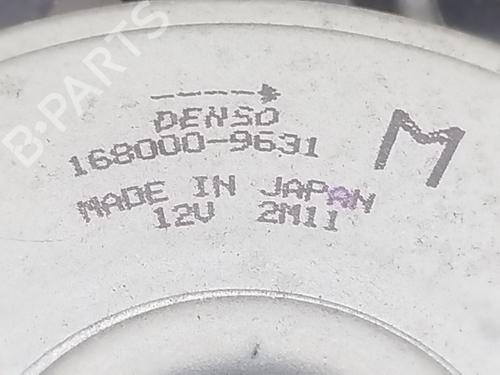 DENSO
168000-9631
M
MADE IN JAPAN
12V 2M11
B-PARTS